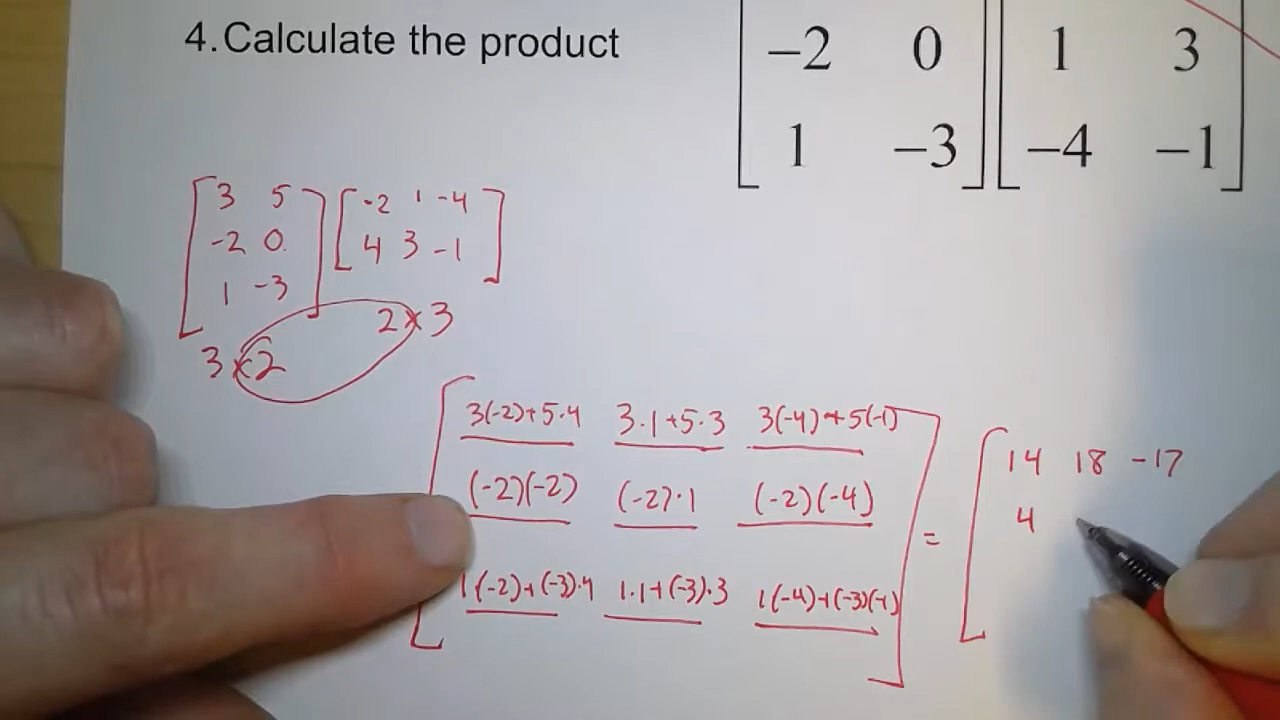 4. Calculate the product
−2 0 1 3
1 −3 −4 −1
3 5 -2 1 -4
-2 0 4 3 -1
1 -3
2×3
3×2
3(-2)+5·4 3·1+5·3 3(-4)+5(-1)
(-2)(-2) (-2)·1 (-2)(-4)
= 14 18 -17
4
1(-2)+(-3)·4 1·1+(-3)·3 1(-4)+(-3)(-1)